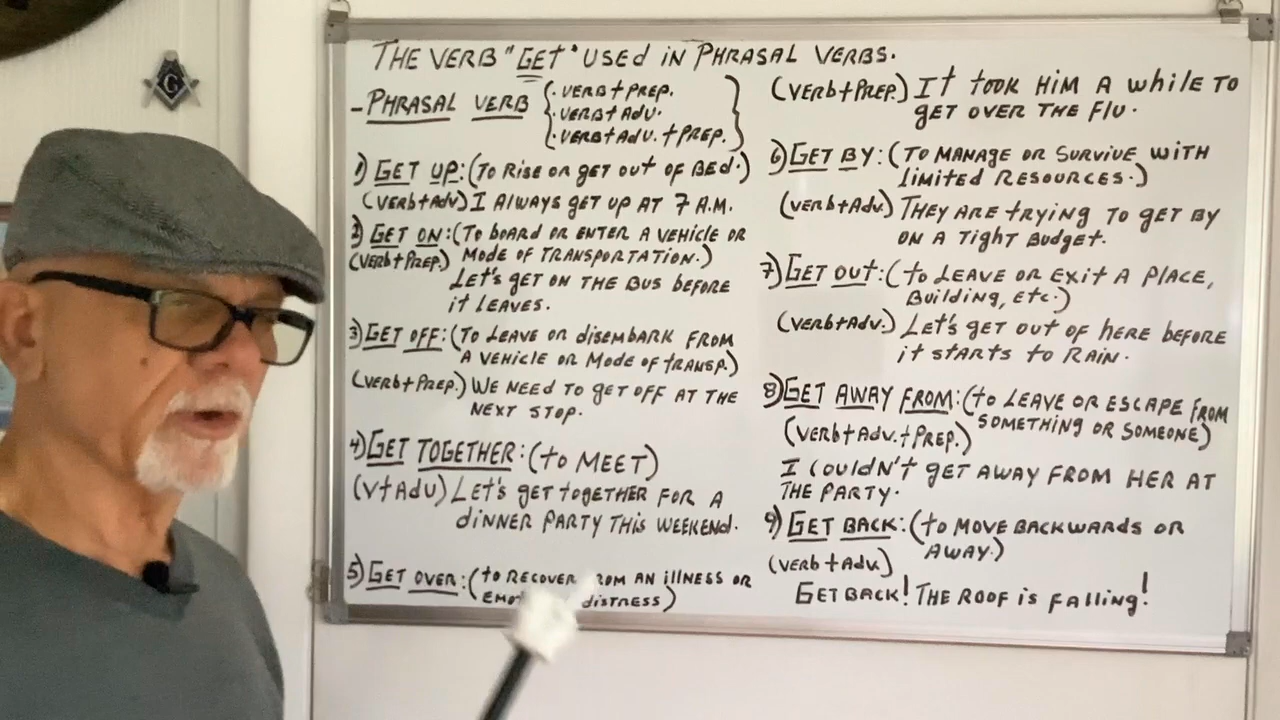 THE VERB "GET" USED IN PHRASAL VERBS.
- PHRASAL VERB
· VERB+PREP.
· VERB+ADV.
· VERB+ADV.+PREP.
1) GET UP: (TO RISE OR GET OUT OF BED.)
(VERB+ADV) I ALWAYS GET UP AT 7 A.M.
2) GET ON: (TO BOARD OR ENTER A VEHICLE OR
(VERB+PREP.) MODE OF TRANSPORTATION.)
LET'S GET ON THE BUS BEFORE
IT LEAVES.
3) GET OFF: (TO LEAVE OR DISEMBARK FROM
A VEHICLE OR MODE OF TRANSP.)
(VERB+PREP.) WE NEED TO GET OFF AT THE
NEXT STOP.
4) GET TOGETHER: (TO MEET)
(V+ADV) LET'S GET TOGETHER FOR A
DINNER PARTY THIS WEEKEND.
5) GET OVER: (TO RECOVER FROM AN ILLNESS OR
DISTRESS)
(VERB+PREP.) IT TOOK HIM A WHILE TO
GET OVER THE FLU.
6) GET BY: (TO MANAGE OR SURVIVE WITH
LIMITED RESOURCES.)
(VERB+ADV.) THEY ARE TRYING TO GET BY
ON A TIGHT BUDGET.
7) GET OUT: (TO LEAVE OR EXIT A PLACE,
BUILDING, ETC.)
(VERB+ADV.) LET'S GET OUT OF HERE BEFORE
IT STARTS TO RAIN.
8) GET AWAY FROM: (TO LEAVE OR ESCAPE FROM
SOMETHING OR SOMEONE)
(VERB+ADV.+PREP.)
I COULDN'T GET AWAY FROM HER AT
THE PARTY.
9) GET BACK: (TO MOVE BACKWARDS OR
AWAY.)
(VERB+ADV.)
GET BACK! THE ROOF IS FALLING!
G